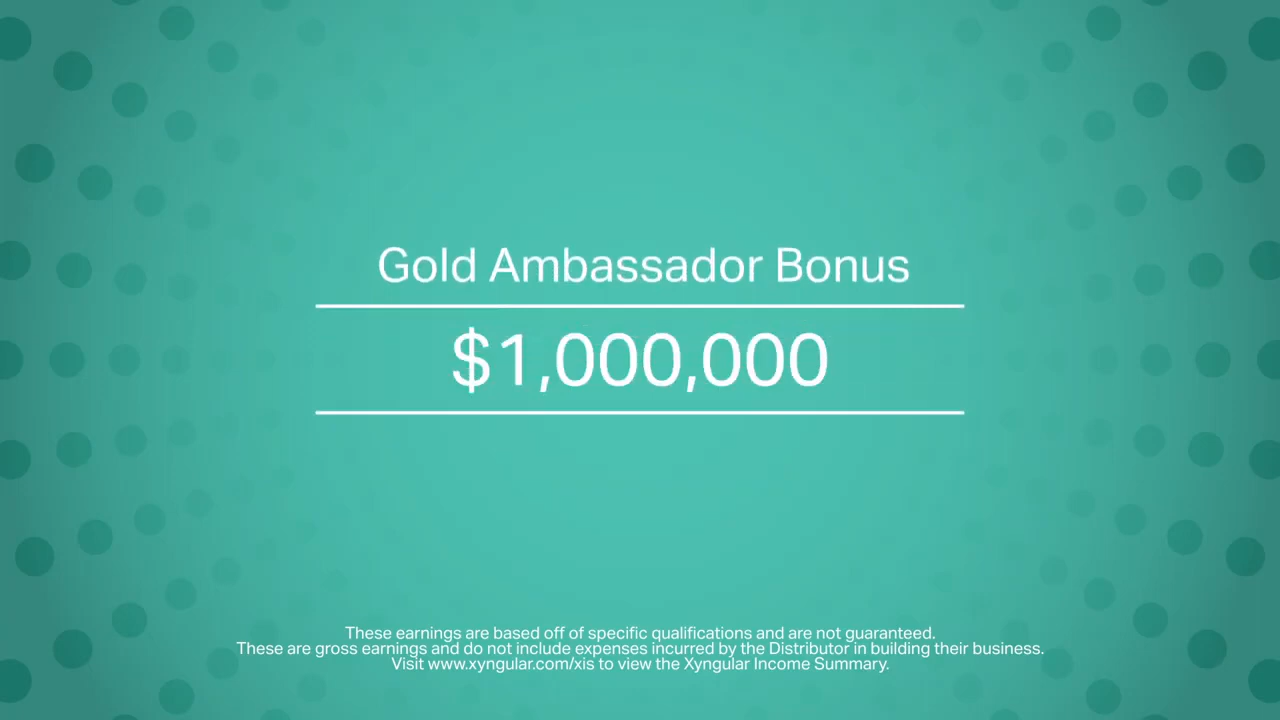 Gold Ambassador Bonus
$1,000,000
These earnings are based off of specific qualifications and are not guaranteed.
These are gross earnings and do not include expenses incurred by the Distributor in building their business.
Visit www.xyngular.com/xis to view the Xyngular Income Summary.